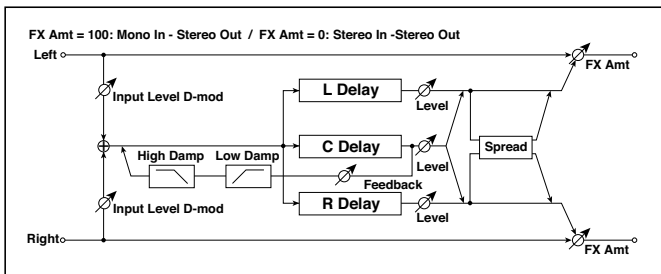 FX Amt = 100: Mono In - Stereo Out / FX Amt = 0: Stereo In -Stereo Out
Left
FX Amt
Input Level D-mod
L Delay
Level
High Damp
Low Damp
C Delay
Level
Spread
Feedback
Input Level D-mod
R Delay
Level
Right
FX Amt